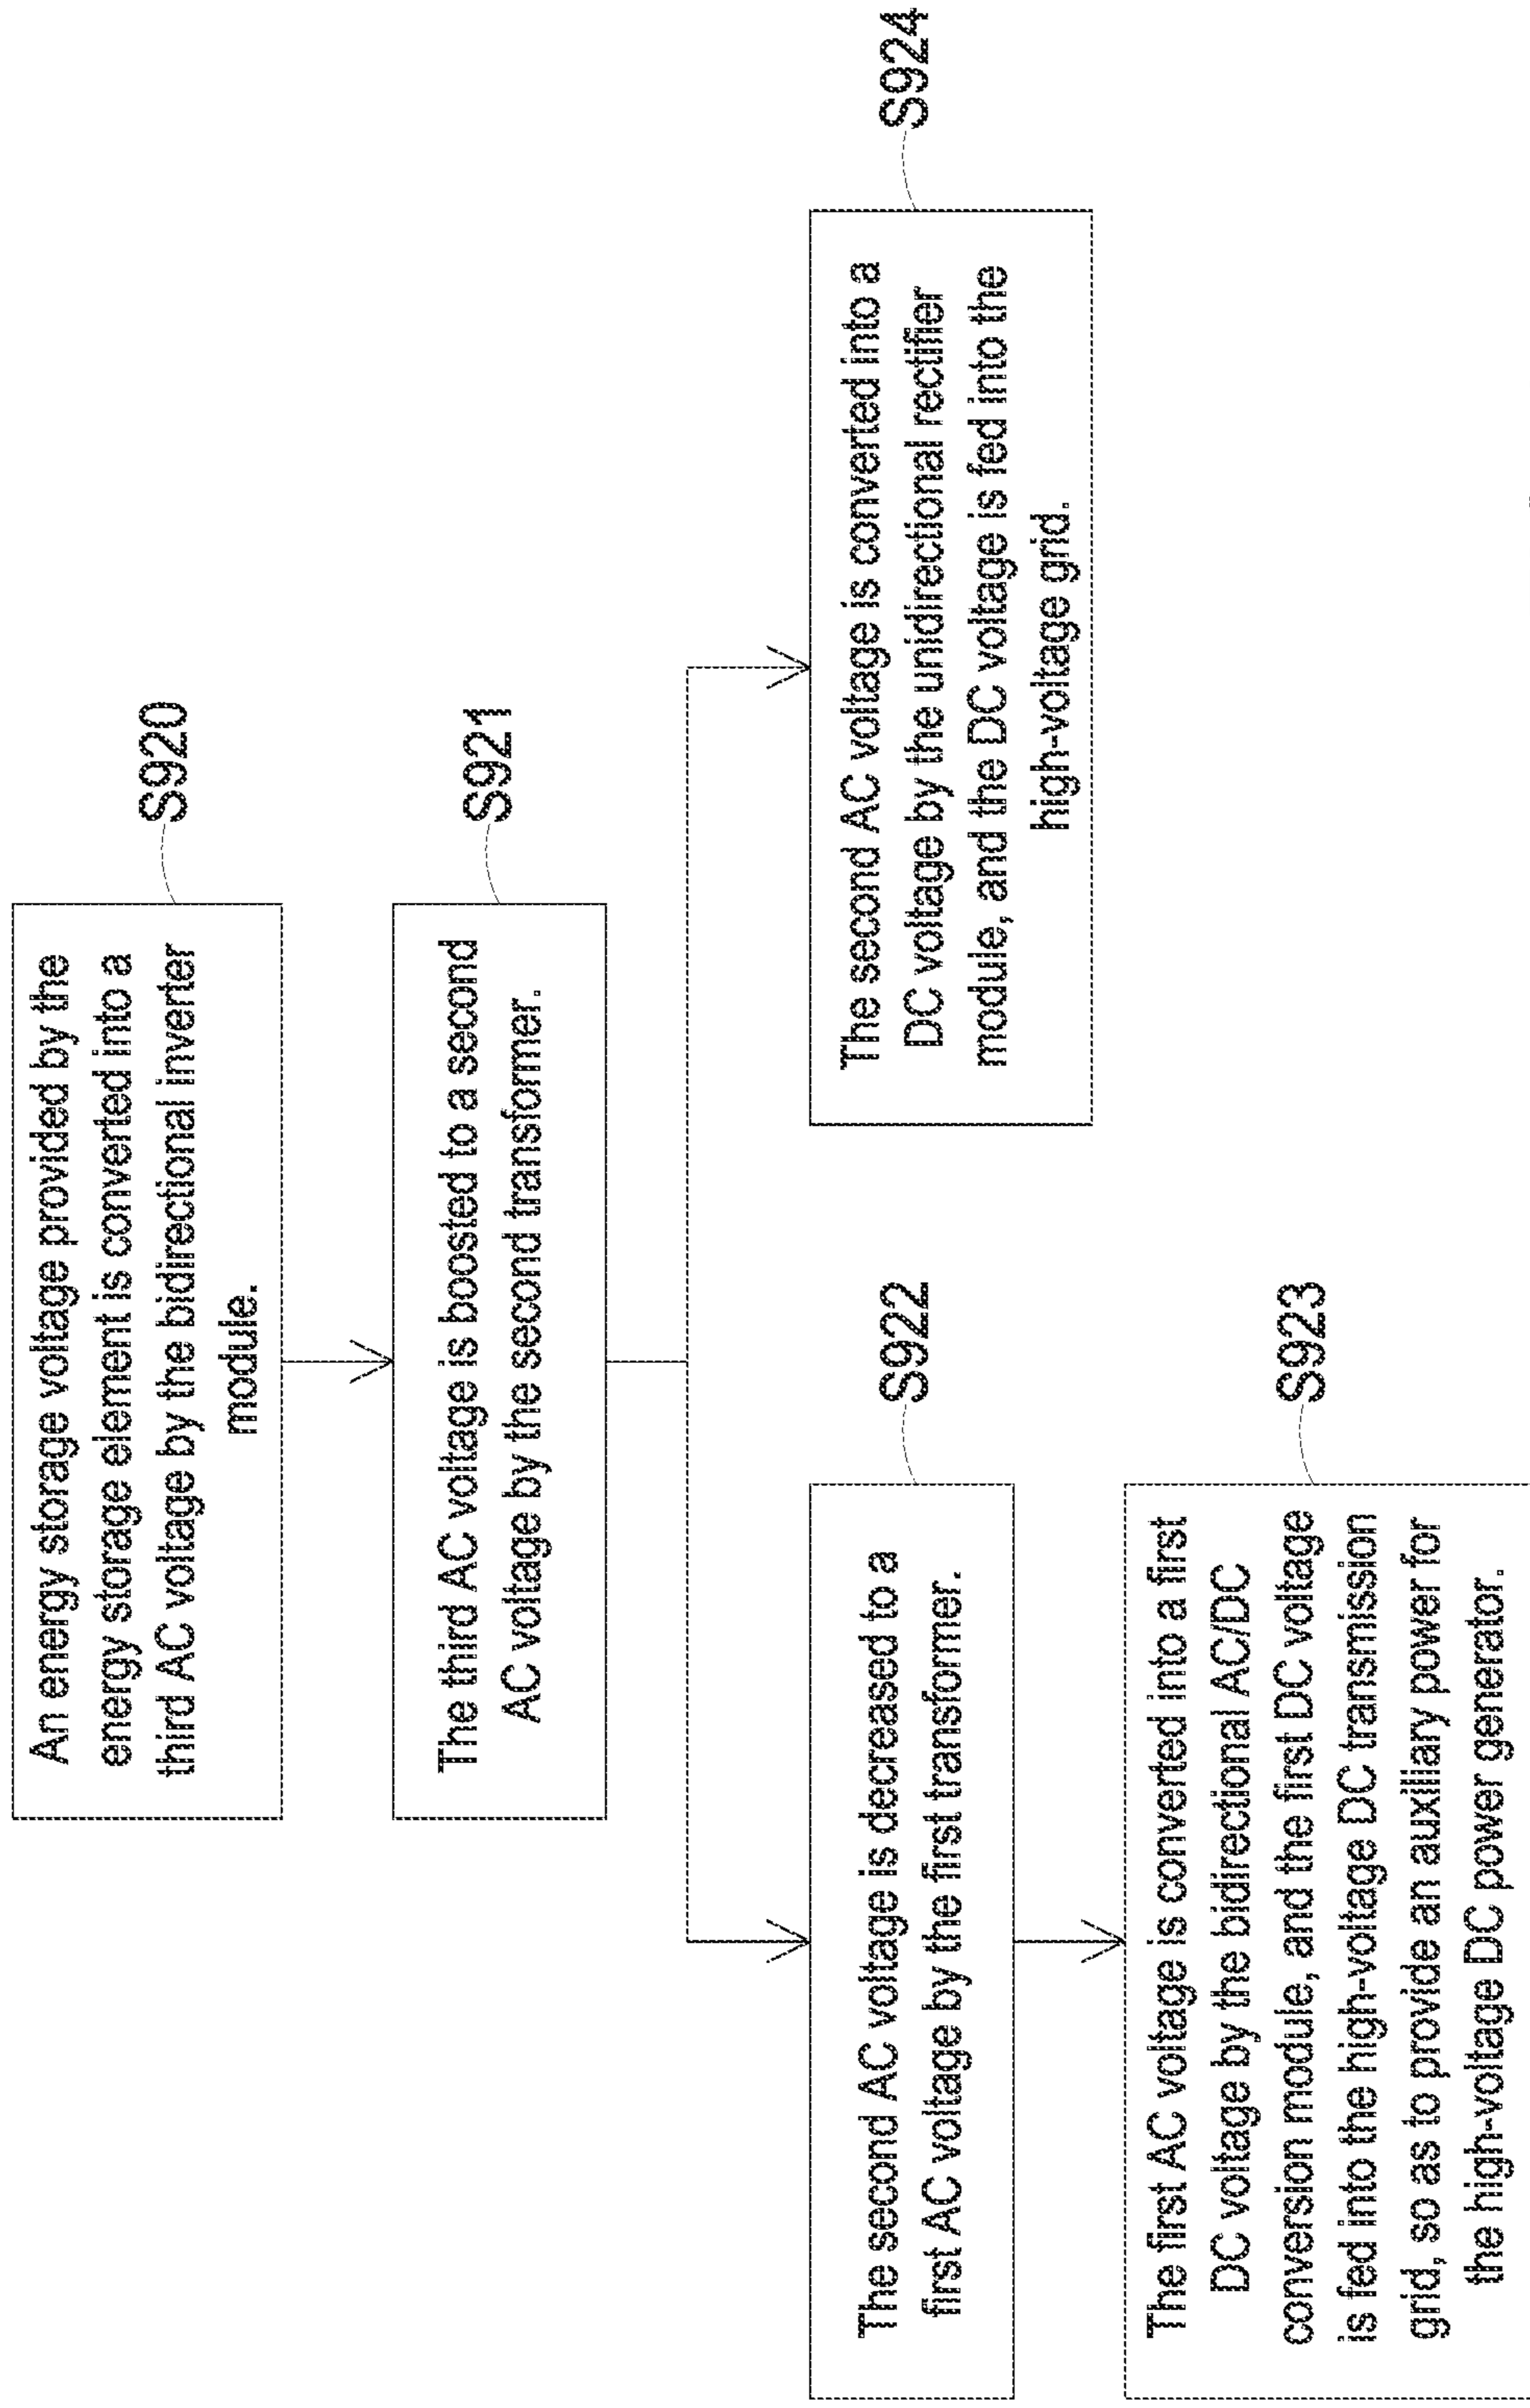 An energy storage voltage provided by the
energy storage element is converted into a
third AC voltage by the bidirectional inverter
module.
S920
The third AC voltage is boosted to a second
AC voltage by the second transformer.
S921
The second AC voltage is decreased to a
first AC voltage by the first transformer.
S922
The first AC voltage is converted into a first
DC voltage by the bidirectional AC/DC
conversion module, and the first DC voltage
is fed into the high-voltage DC transmission
grid, so as to provide an auxiliary power for
the high-voltage DC power generator.
S923
The second AC voltage is converted into a
DC voltage by the unidirectional rectifier
module, and the DC voltage is fed into the
high-voltage grid.
S924